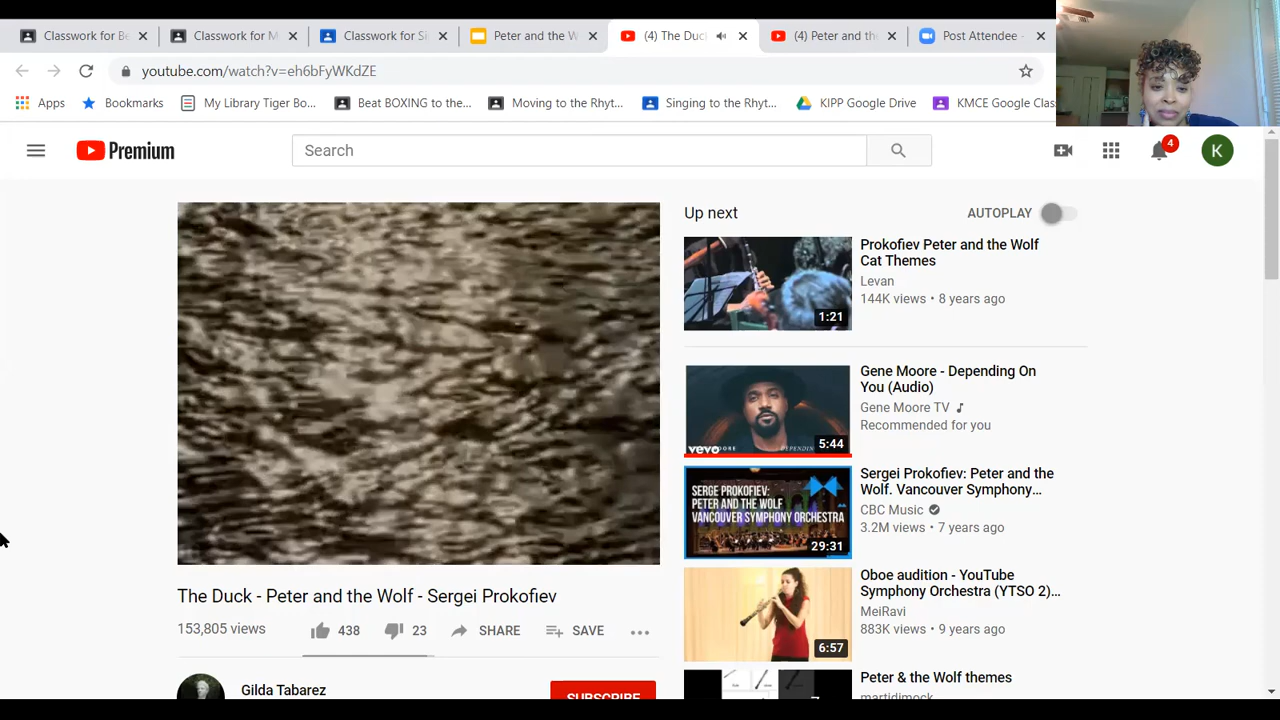 Classwork for Be
Classwork for M
Classwork for Si
Peter and the W
(4) The Duc
(4) Peter and the
Post Attendee -
youtube.com/watch?v=eh6bFyWKdZE
Apps
Bookmarks
My Library Tiger Bo...
Beat BOXING to the...
Moving to the Rhyt...
Singing to the Rhyt...
KIPP Google Drive
KMCE Google Clas
Premium
Search
4
K
Up next
AUTOPLAY
Prokofiev Peter and the Wolf
Cat Themes
Levan
144K views • 8 years ago
1:21
Gene Moore - Depending On
You (Audio)
Gene Moore TV
Recommended for you
vevo
5:44
SERGE PROKOFIEV:
PETER AND THE WOLF
VANCOUVER SYMPHONY ORCHESTRA
29:31
Sergei Prokofiev: Peter and the
Wolf. Vancouver Symphony...
CBC Music
3.2M views • 7 years ago
Oboe audition - YouTube
Symphony Orchestra (YTSO 2)...
MeiRavi
883K views • 9 years ago
6:57
Peter & the Wolf themes
martidimock
The Duck - Peter and the Wolf - Sergei Prokofiev
153,805 views
438
23
SHARE
SAVE
Gilda Tabarez
SUBSCRIBE